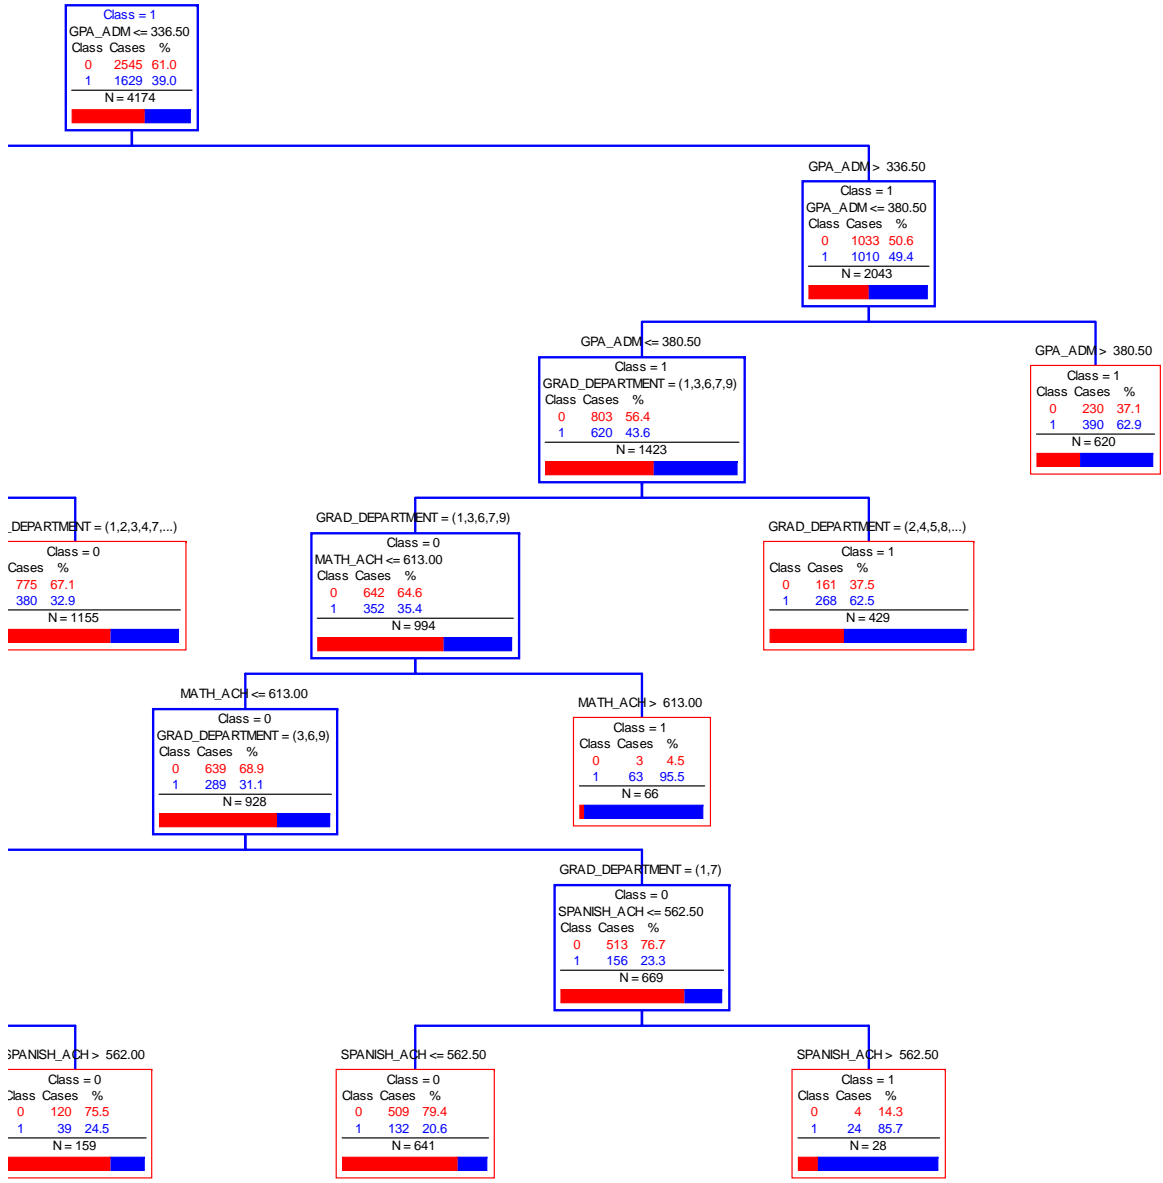 Class = 1
GPA_ADM <= 336.50
Class Cases %
0 2545 61.0
1 1629 39.0
N = 4174
GPA_ADM > 336.50
Class = 1
GPA_ADM <= 380.50
Class Cases %
0 1033 50.6
1 1010 49.4
N = 2043
GPA_ADM <= 380.50
Class = 1
GRAD_DEPARTMENT = (1,3,6,7,9)
Class Cases %
0 803 56.4
1 620 43.6
N = 1423
GPA_ADM > 380.50
Class = 1
Class Cases %
0 230 37.1
1 390 62.9
N = 620
_DEPARTMENT = (1,2,3,4,7,...)
Class = 0
Cases %
775 67.1
380 32.9
N = 1155
GRAD_DEPARTMENT = (1,3,6,7,9)
Class = 0
MATH_ACH <= 613.00
Class Cases %
0 642 64.6
1 352 35.4
N = 994
GRAD_DEPARTMENT = (2,4,5,8,...)
Class = 1
Class Cases %
0 161 37.5
1 268 62.5
N = 429
MATH_ACH <= 613.00
Class = 0
GRAD_DEPARTMENT = (3,6,9)
Class Cases %
0 639 68.9
1 289 31.1
N = 928
MATH_ACH > 613.00
Class = 1
Class Cases %
0 3 4.5
1 63 95.5
N = 66
GRAD_DEPARTMENT = (1,7)
Class = 0
SPANISH_ACH <= 562.50
Class Cases %
0 513 76.7
1 156 23.3
N = 669
SPANISH_ACH > 562.00
Class = 0
Class Cases %
0 120 75.5
1 39 24.5
N = 159
SPANISH_ACH <= 562.50
Class = 0
Class Cases %
0 509 79.4
1 132 20.6
N = 641
SPANISH_ACH > 562.50
Class = 1
Class Cases %
0 4 14.3
1 24 85.7
N = 28